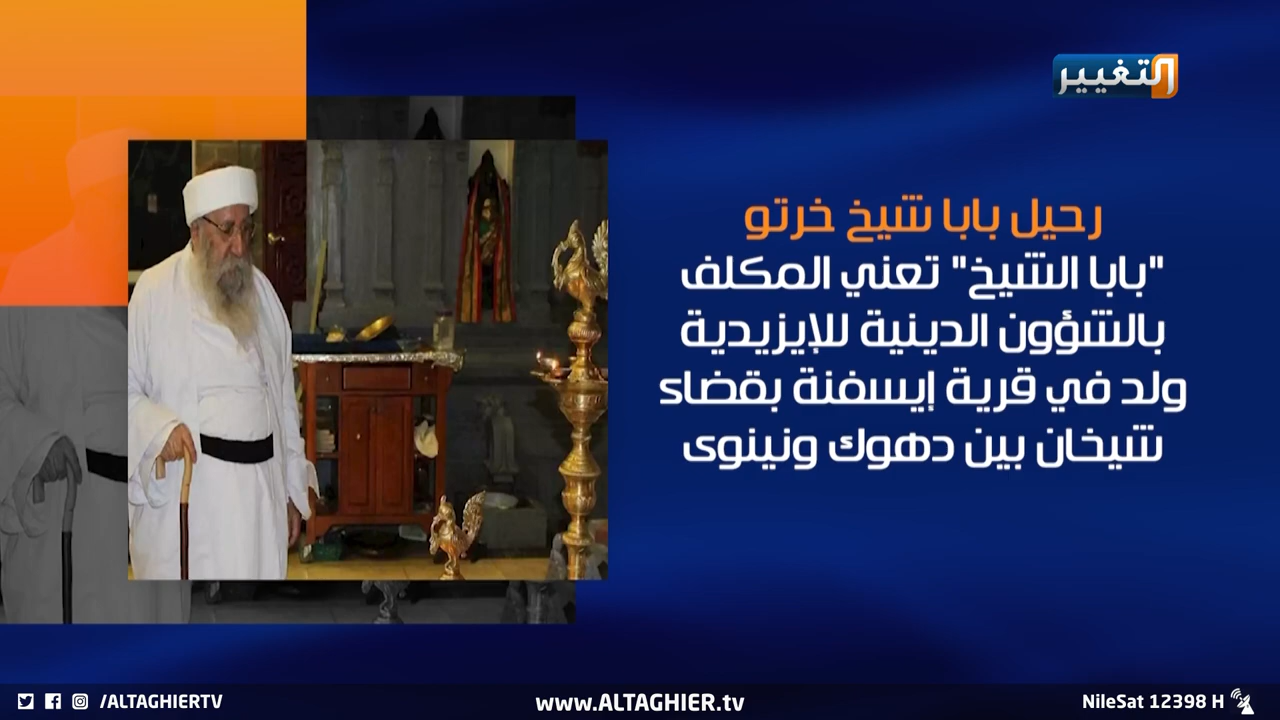 التغيير
رحيل بابا شيخ خرتو
"بابا الشيخ" تعني المكلف
بالشؤون الدينية للإيزيدية
ولد في قرية إيسفنة بقضاء
شيخان بين دهوك ونينوى
/ALTAGHIERTV
www.ALTAGHIER.tv
NileSat 12398 H